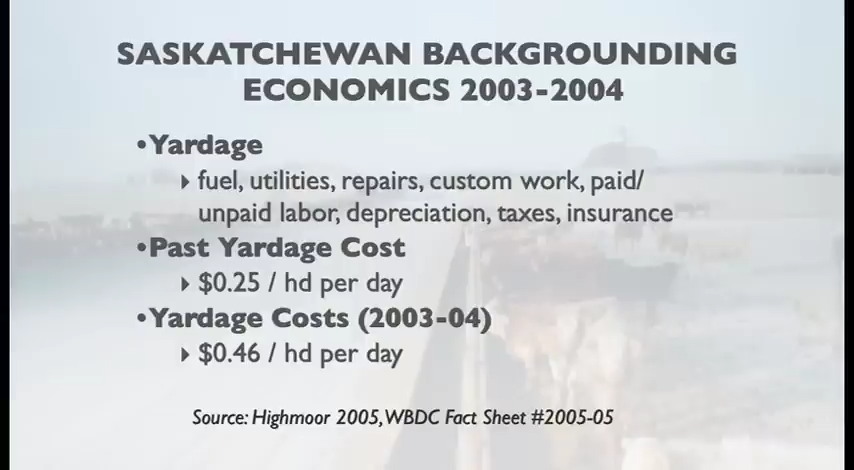 SASKATCHEWAN BACKGROUNDING
ECONOMICS 2003-2004
•Yardage
‣ fuel, utilities, repairs, custom work, paid/
unpaid labor, depreciation, taxes, insurance
•Past Yardage Cost
‣ $0.25 / hd per day
•Yardage Costs (2003-04)
‣ $0.46 / hd per day
Source: Highmoor 2005, WBDC Fact Sheet #2005-05